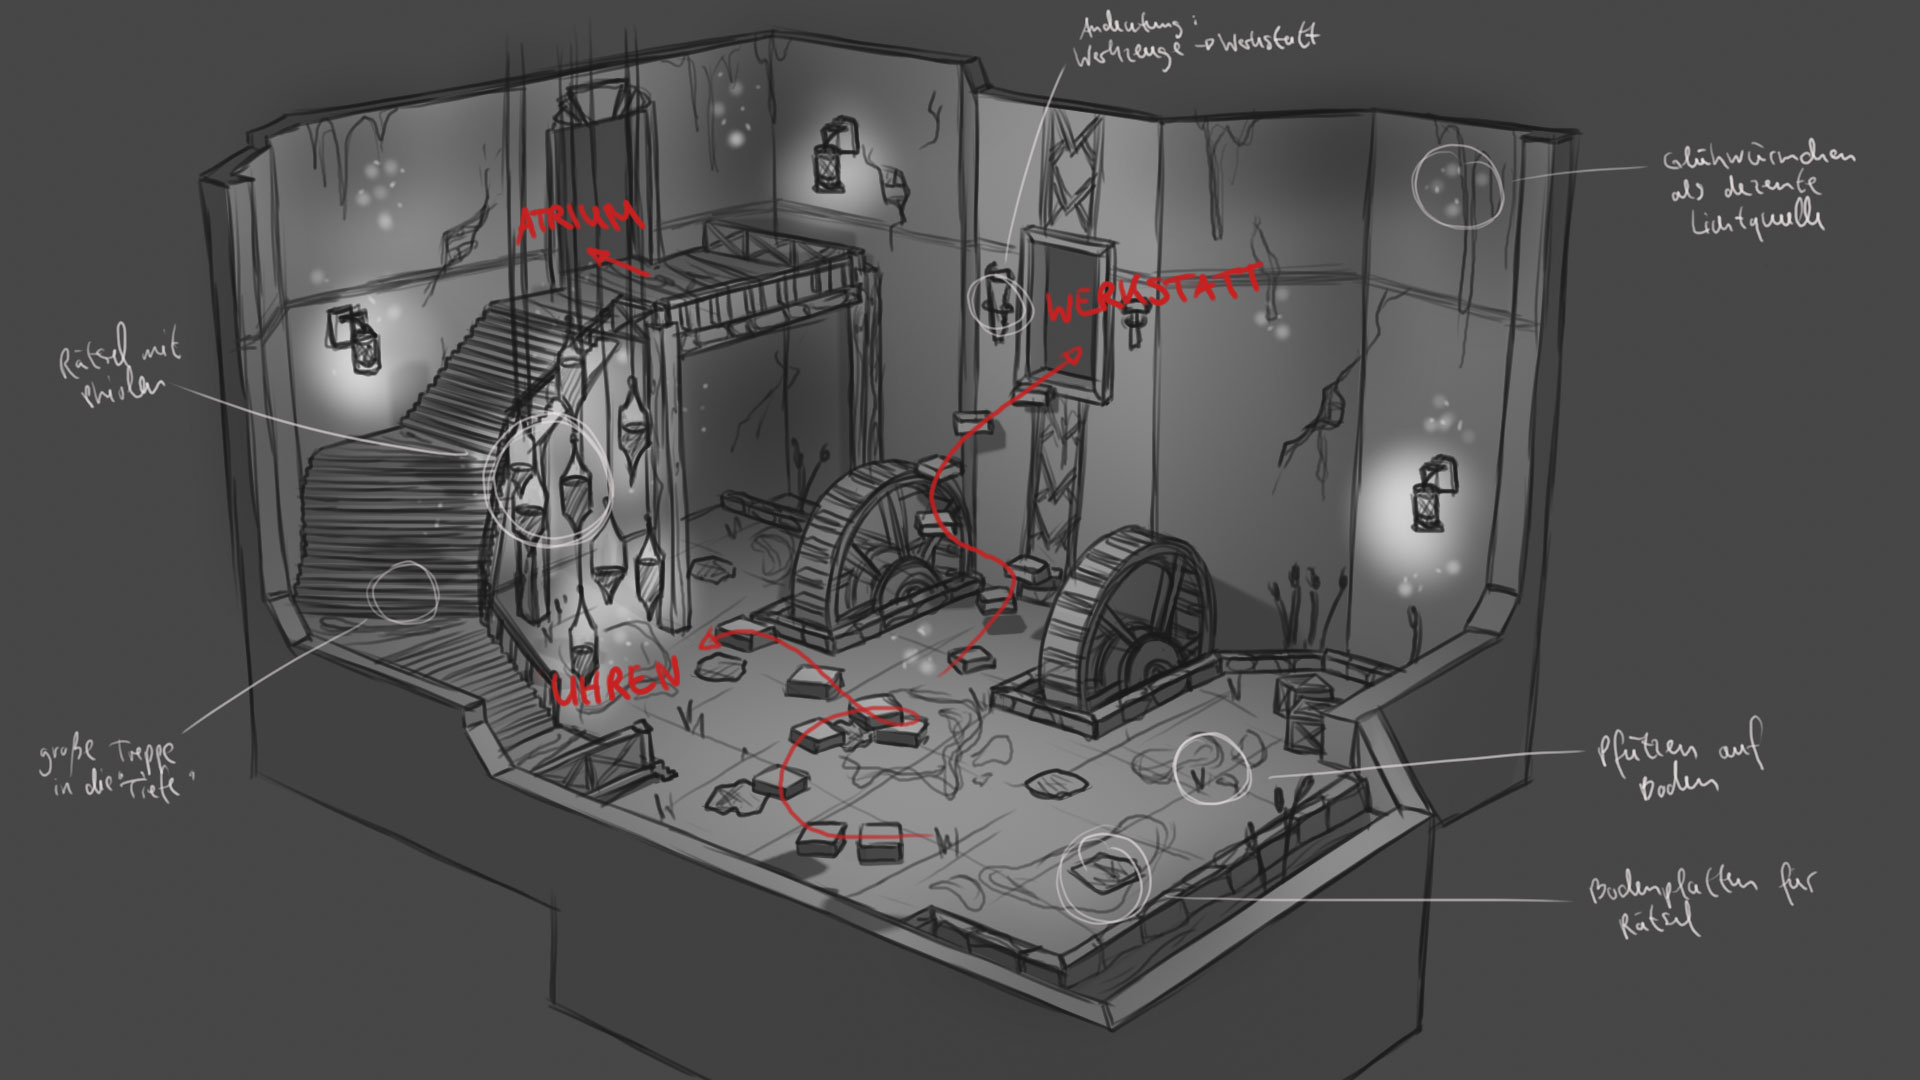 Andeutung:
Werkzeuge → Werkstatt
Glühwürmchen
als dezente
Lichtquelle
ATRIUM
WERKSTATT
Rätsel mit
Phiolen
UHREN
große Treppe
in die "Tiefe"
Pfützen auf
Boden
Bodenplatten für
Rätsel